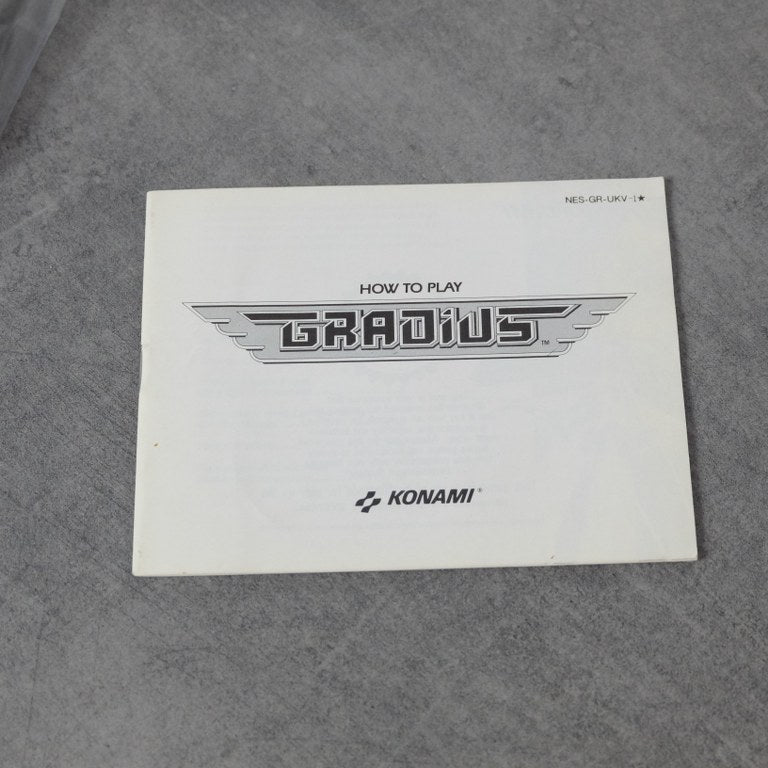 NES-GR-UKV-1★
HOW TO PLAY
GRADIUS™
KONAMI®